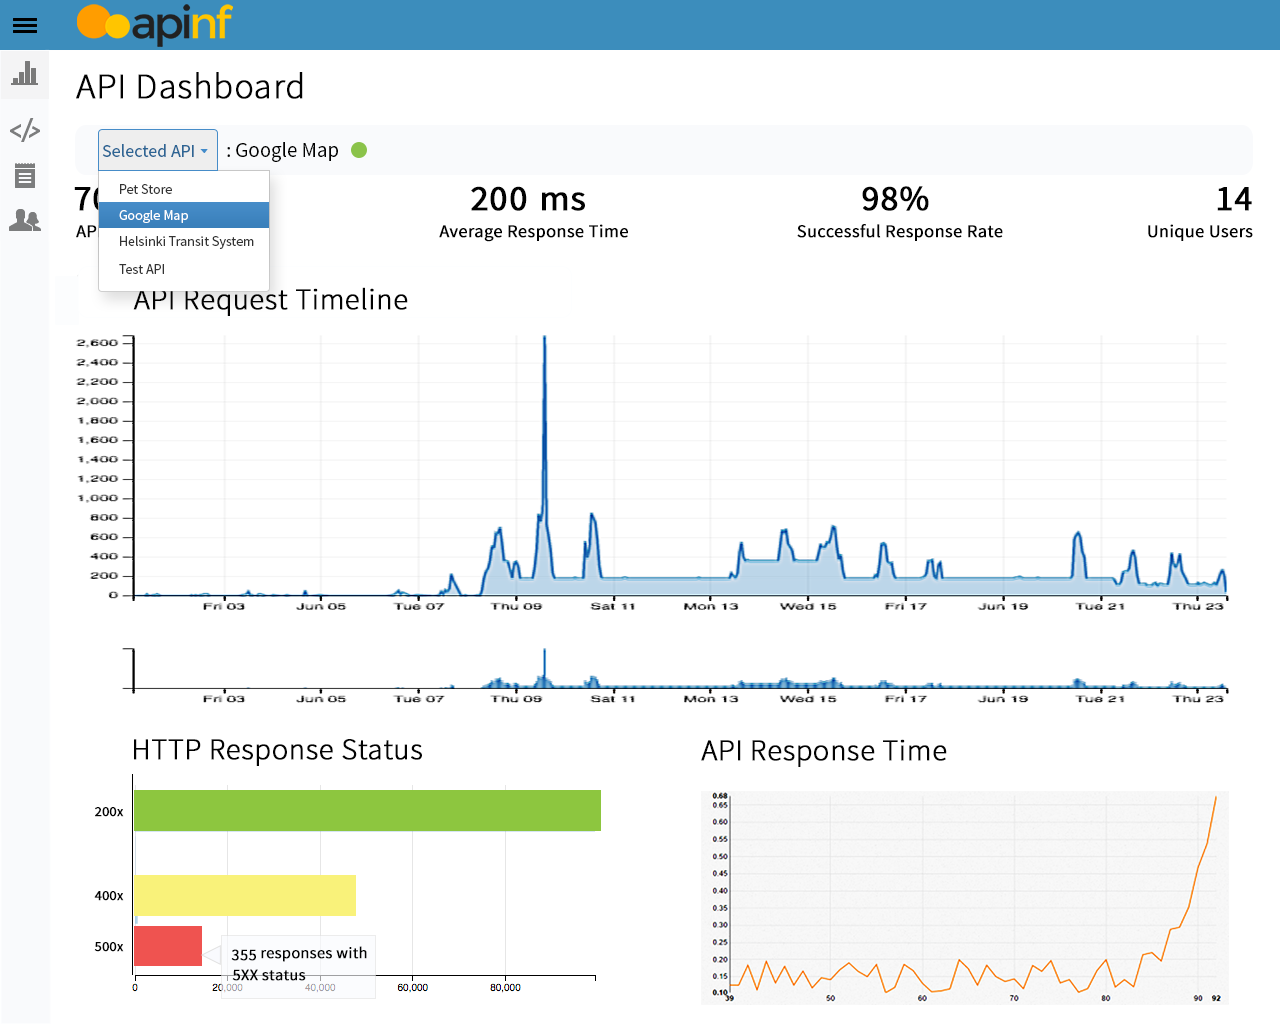 apinf
API Dashboard
Selected API : Google Map
Pet Store
Google Map
Helsinki Transit System
Test API
70
AP
200 ms
Average Response Time
98%
Successful Response Rate
14
Unique Users
API Request Timeline
2,600
2,400
2,200
2,000
1,800
1,600
1,400
1,200
1,000
800
600
400
200
0
Fri 03 Jun 05 Tue 07 Thu 09 Sat 11 Mon 13 Wed 15 Fri 17 Jun 19 Tue 21 Thu 23
Fri 03 Jun 05 Tue 07 Thu 09 Sat 11 Mon 13 Wed 15 Fri 17 Jun 19 Tue 21 Thu 23
HTTP Response Status
200x
400x
500x
355 responses with
5XX status
0 20,000 40,000 60,000 80,000
API Response Time
0.68
0.65
0.60
0.55
0.50
0.45
0.40
0.35
0.30
0.25
0.20
0.15
0.10
39 50 60 70 80 90 92